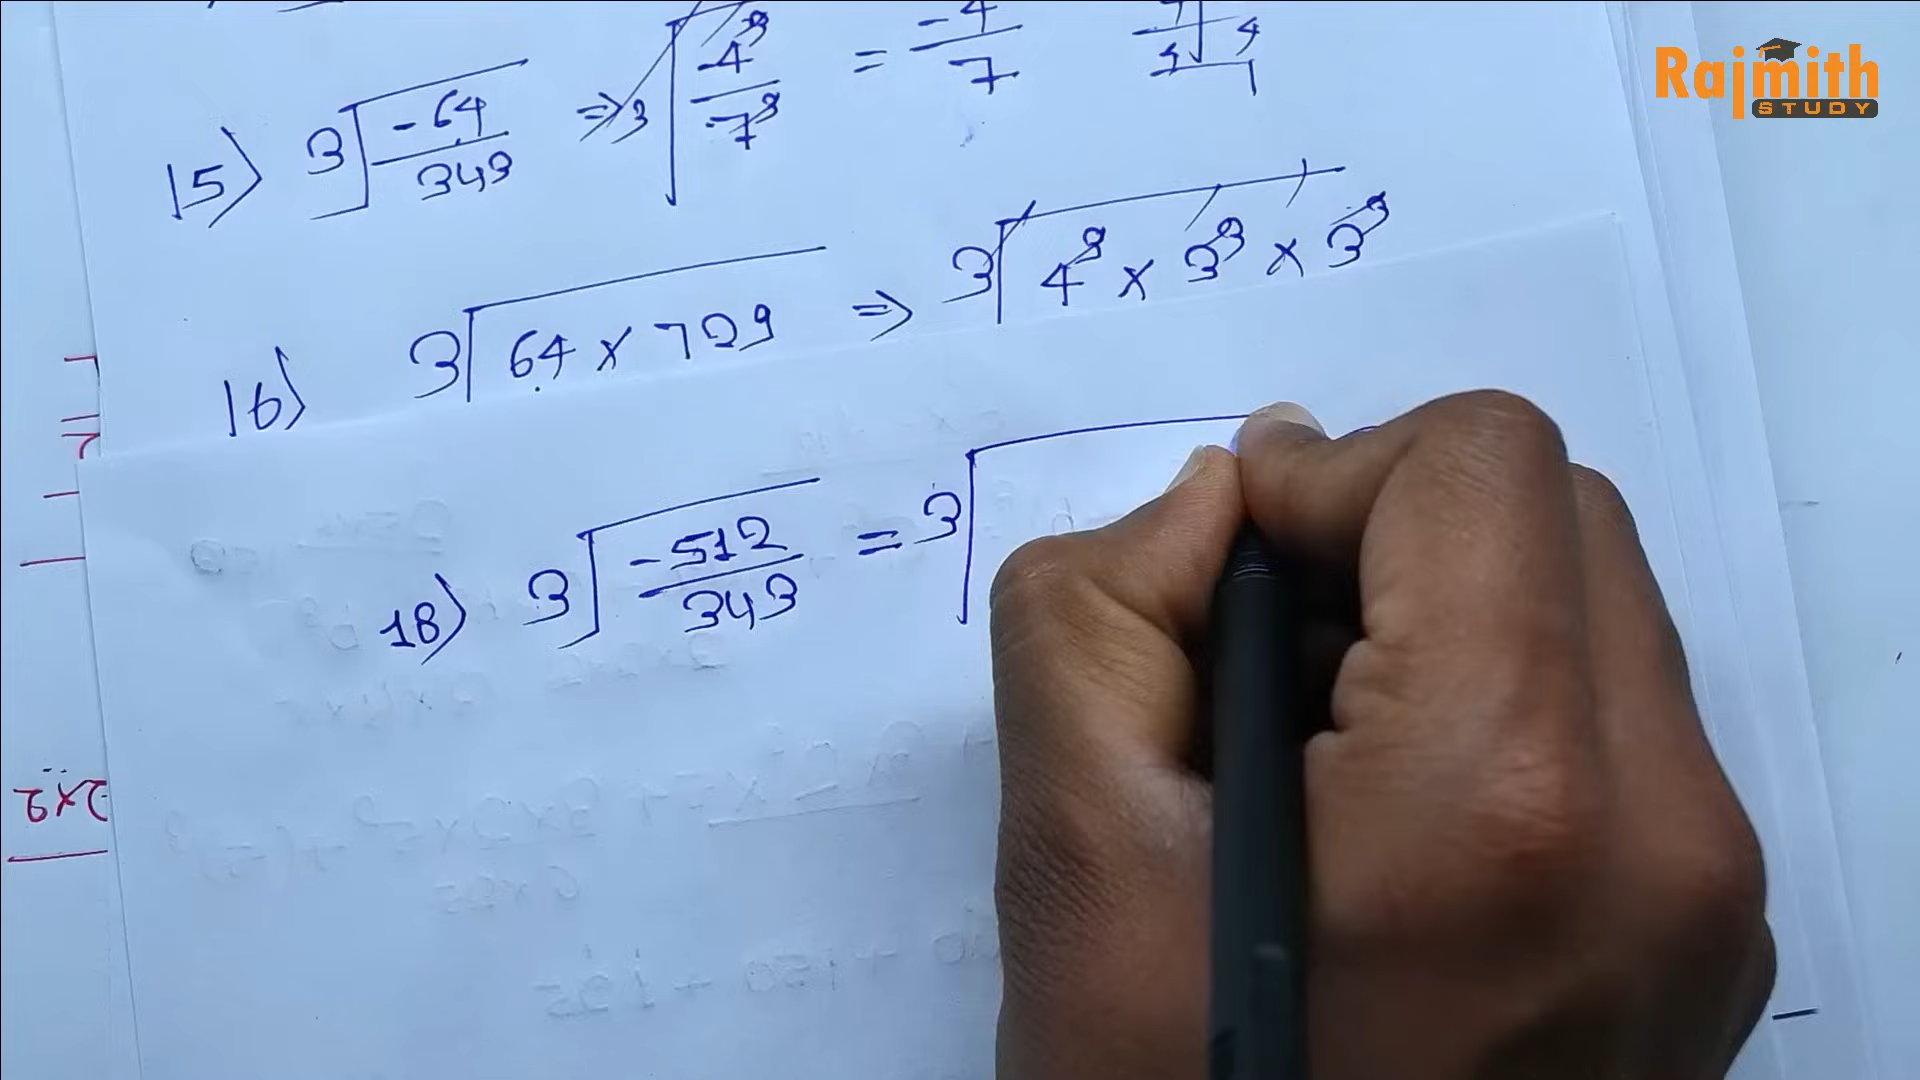 Rajmith
STUDY
15) 3√(-64/343) ⇒ 3√(-4³/7³) = -4/7
16) 3√(64 × 729) ⇒ 3√(4³ × 3³ × 3³)
18) 3√(-512/343) = 3√